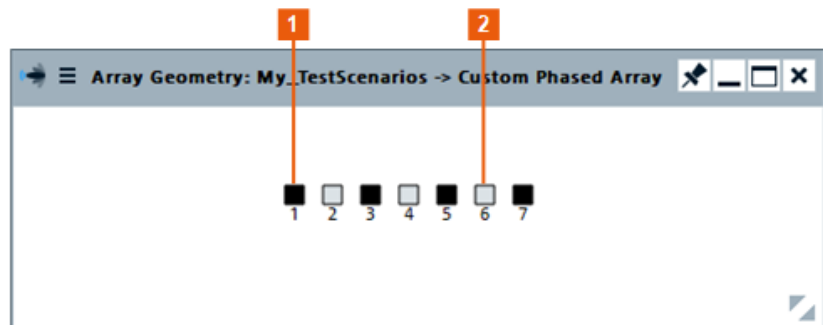 1 2
Array Geometry: My_TestScenarios -> Custom Phased Array
1 2 3 4 5 6 7